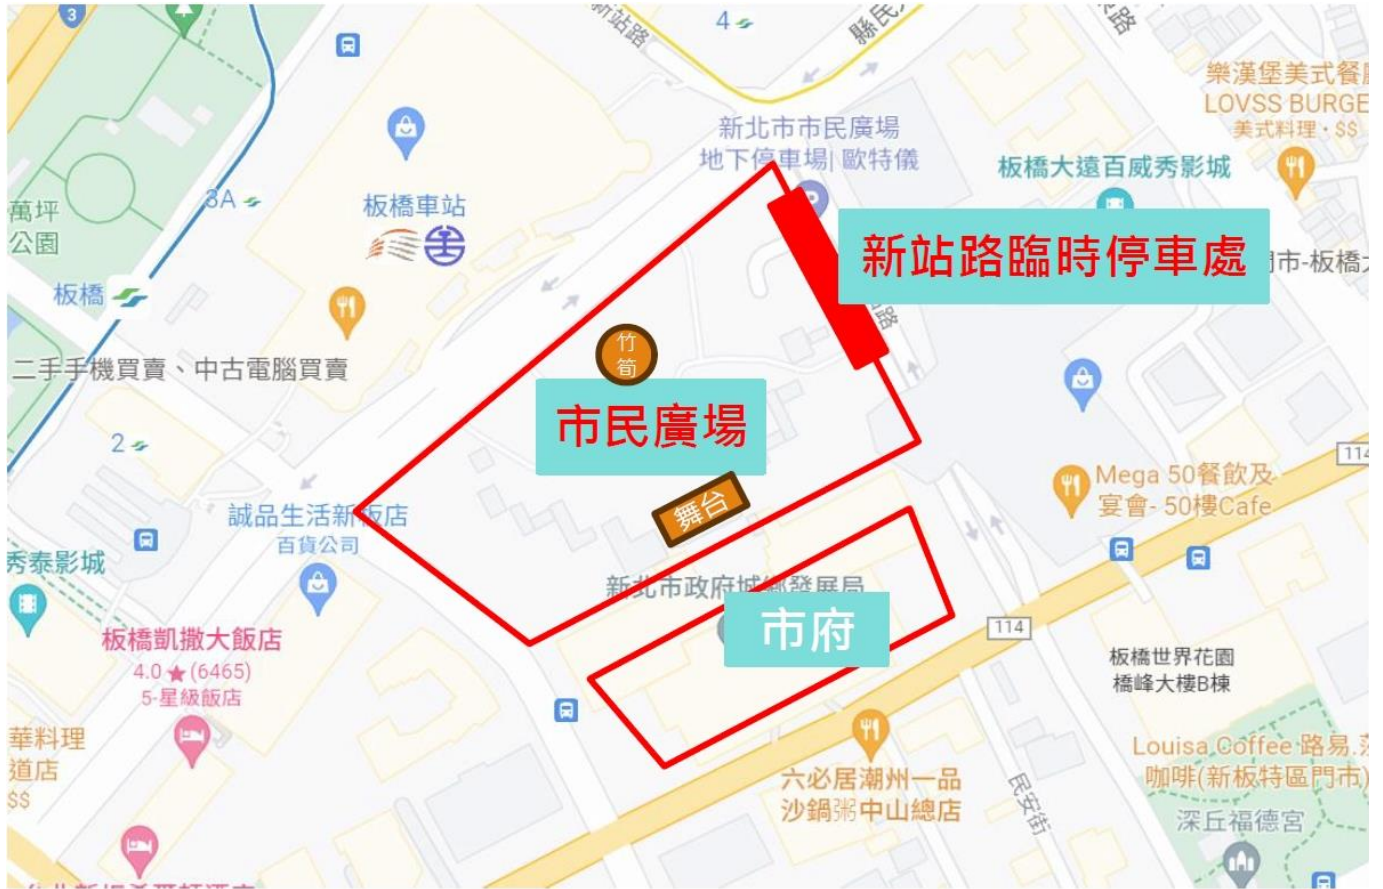 3
新站路
4
縣民大
樂漢堡美式餐廳
LOVSS BURGE
美式料理・$$
新北市市民廣場
地下停車場| 歐特儀
板橋大遠百威秀影城
3A
板橋車站
萬坪
公園
新站路臨時停車處
門市-板橋大
板橋
路
竹
筍
二手手機買賣、中古電腦買賣
市民廣場
2
114
Mega 50餐飲及
宴會- 50樓Cafe
舞台
誠品生活新板店
百貨公司
秀泰影城
新北市政府城鄉發展局
市府
114
板橋凱撒大飯店
4.0 ★ (6465)
5-星級飯店
板橋世界花園
橋峰大樓B棟
華料理
道店
$$
Louisa Coffee 路易.莎
咖啡(新板特區門市)
六必居潮州一品
沙鍋粥中山總店
民安街
深丘福德宮